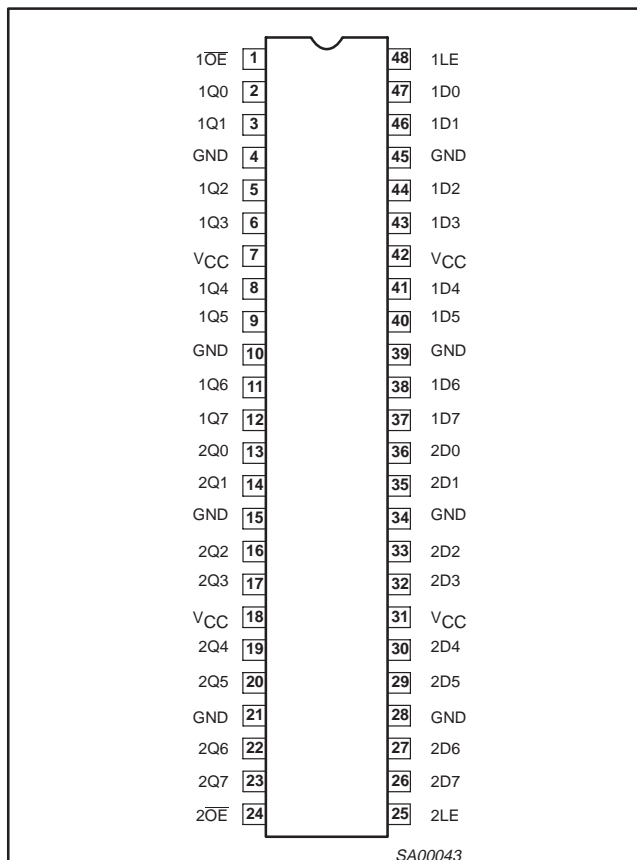 1O̅E̅ 1 48 1LE
1Q0 2 47 1D0
1Q1 3 46 1D1
GND 4 45 GND
1Q2 5 44 1D2
1Q3 6 43 1D3
VCC 7 42 VCC
1Q4 8 41 1D4
1Q5 9 40 1D5
GND 10 39 GND
1Q6 11 38 1D6
1Q7 12 37 1D7
2Q0 13 36 2D0
2Q1 14 35 2D1
GND 15 34 GND
2Q2 16 33 2D2
2Q3 17 32 2D3
VCC 18 31 VCC
2Q4 19 30 2D4
2Q5 20 29 2D5
GND 21 28 GND
2Q6 22 27 2D6
2Q7 23 26 2D7
2O̅E̅ 24 25 2LE
SA00043